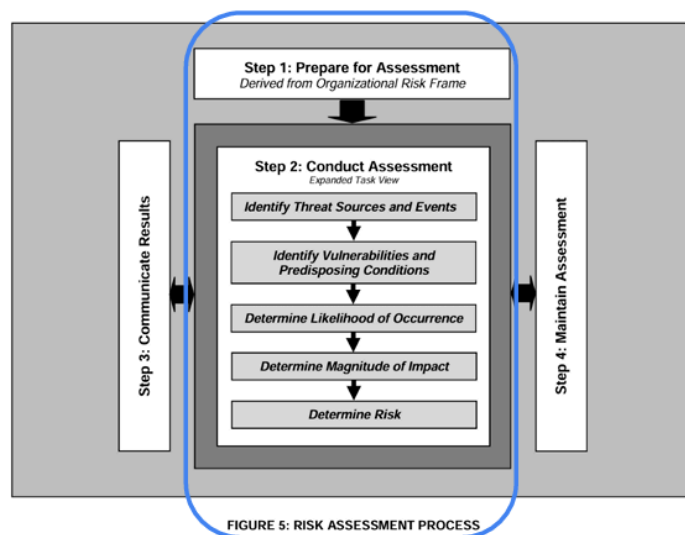 Step 1: Prepare for Assessment
Derived from Organizational Risk Frame
Step 2: Conduct Assessment
Expanded Task View
Identify Threat Sources and Events
Identify Vulnerabilities and
Predisposing Conditions
Determine Likelihood of Occurrence
Determine Magnitude of Impact
Determine Risk
Step 3: Communicate Results
Step 4: Maintain Assessment
FIGURE 5: RISK ASSESSMENT PROCESS